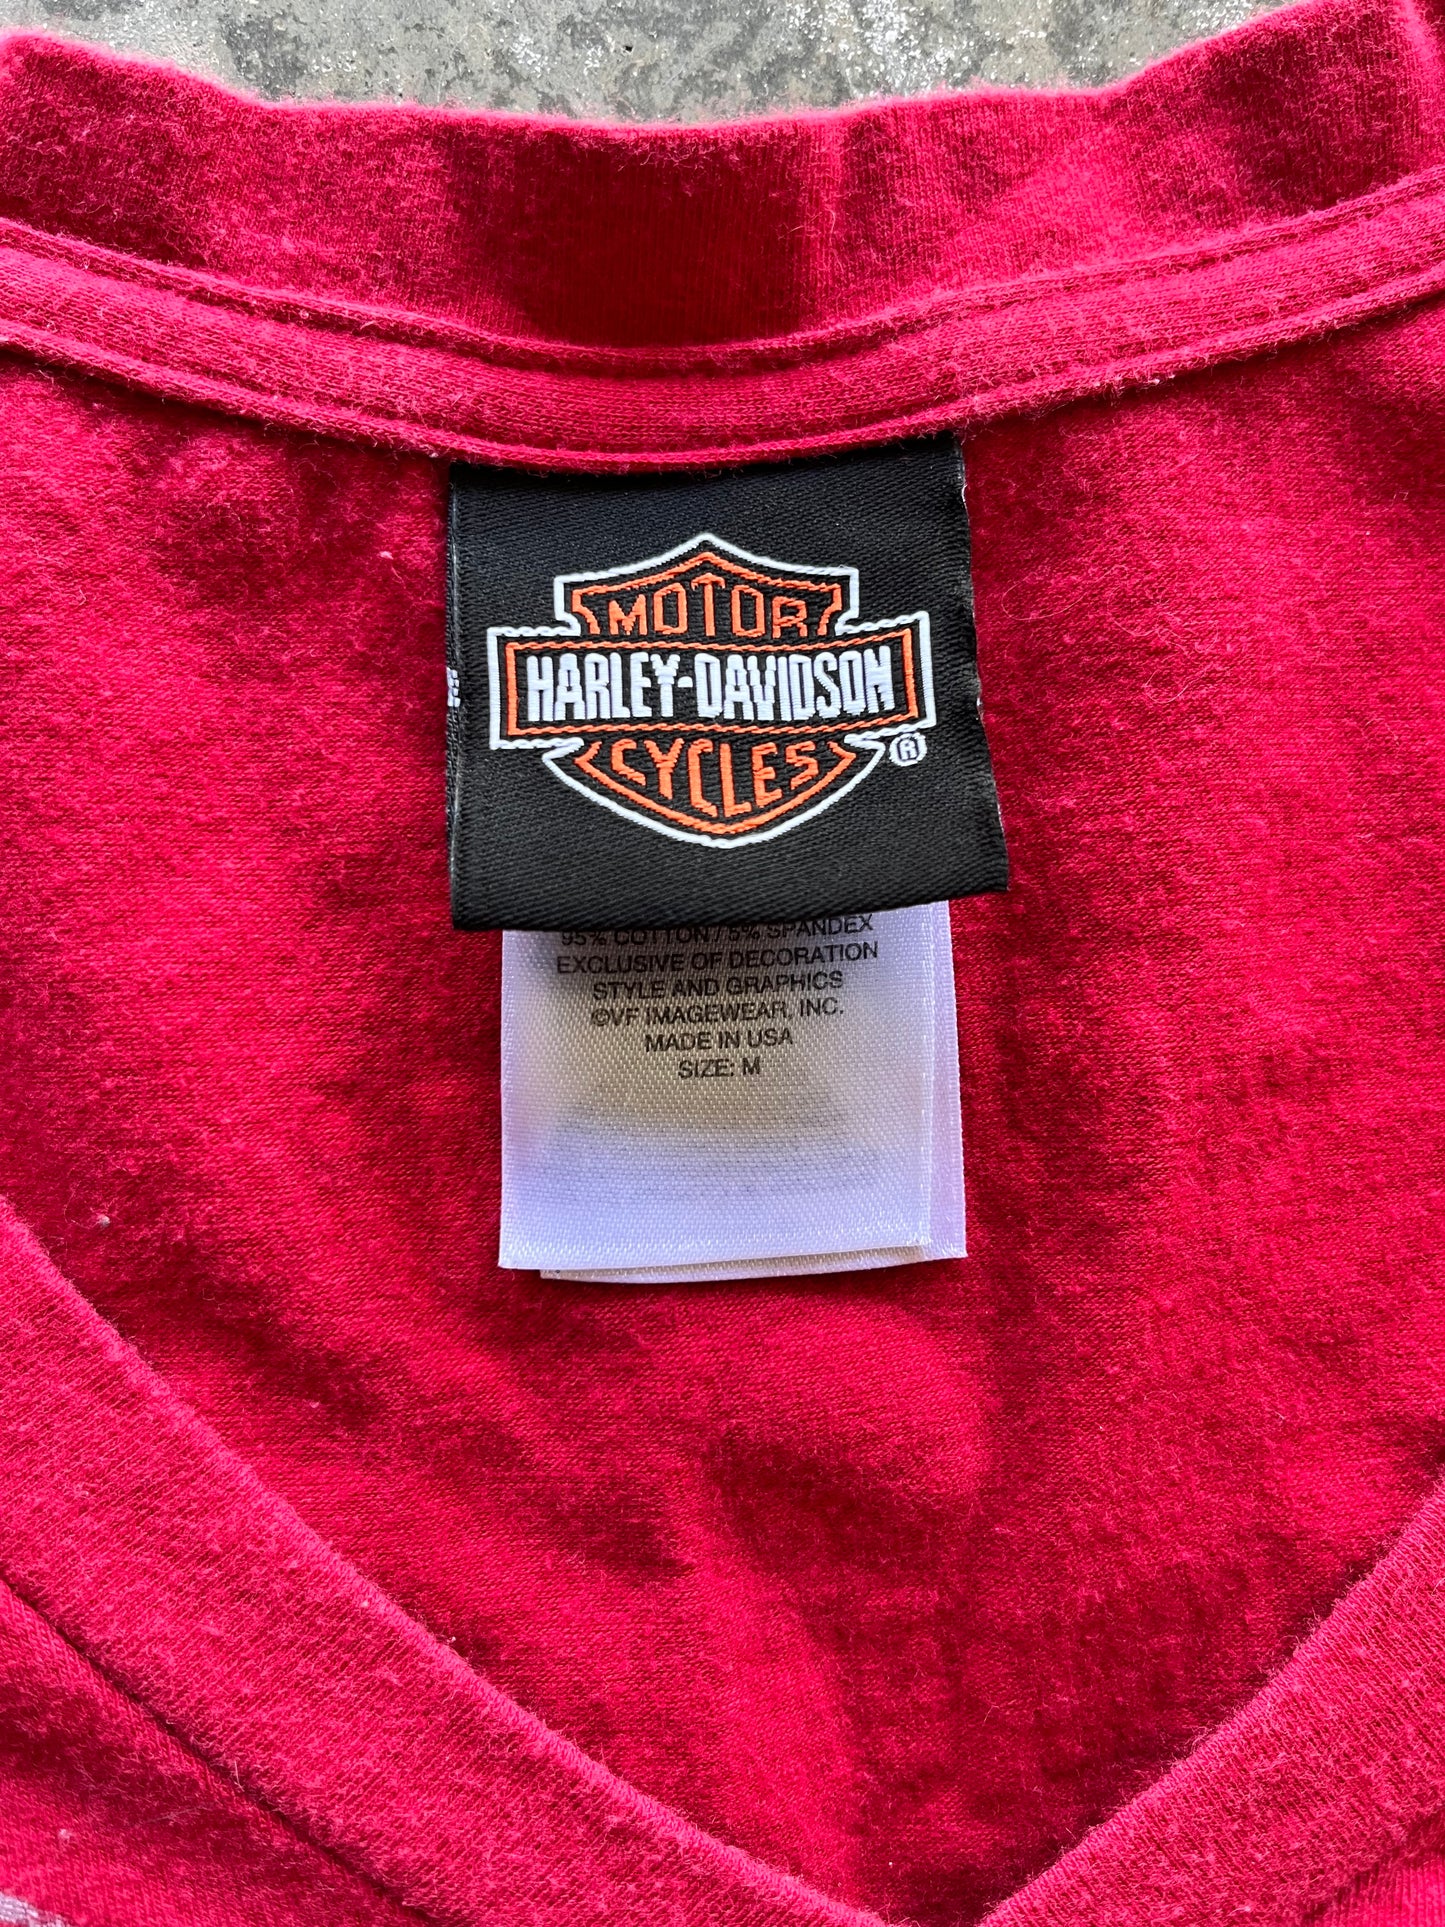 MOTOR
HARLEY-DAVIDSON
CYCLES
®
95% COTTON / 5% SPANDEX
EXCLUSIVE OF DECORATION
STYLE AND GRAPHICS
©VF IMAGEWEAR, INC.
MADE IN USA
SIZE: M